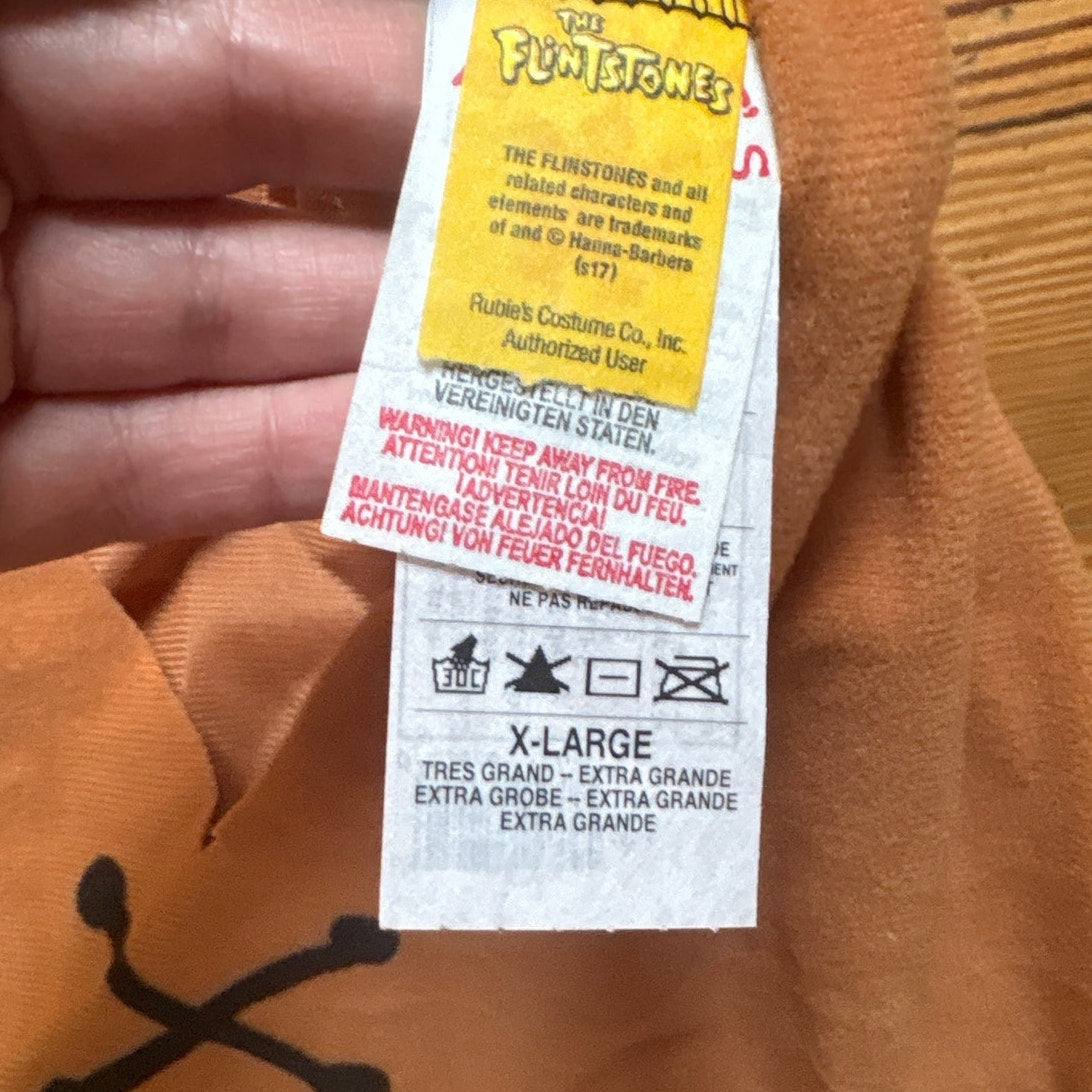 THE
FLINTSTONES
THE FLINSTONES and all
related characters and
elements are trademarks
of and © Hanna-Barbera
(s17)
Rubie's Costume Co., Inc.
Authorized User
HERGESTELLT IN DEN
VEREINIGTEN STATEN.
WARNING! KEEP AWAY FROM FIRE.
ATTENTION! TENIR LOIN DU FEU.
¡ADVERTENCIA!
MANTENGASE ALEJADO DEL FUEGO.
ACHTUNG! VON FEUER FERNHALTEN.
NE PAS
30C
X-LARGE
TRES GRAND – EXTRA GRANDE
EXTRA GROBE – EXTRA GRANDE
EXTRA GRANDE